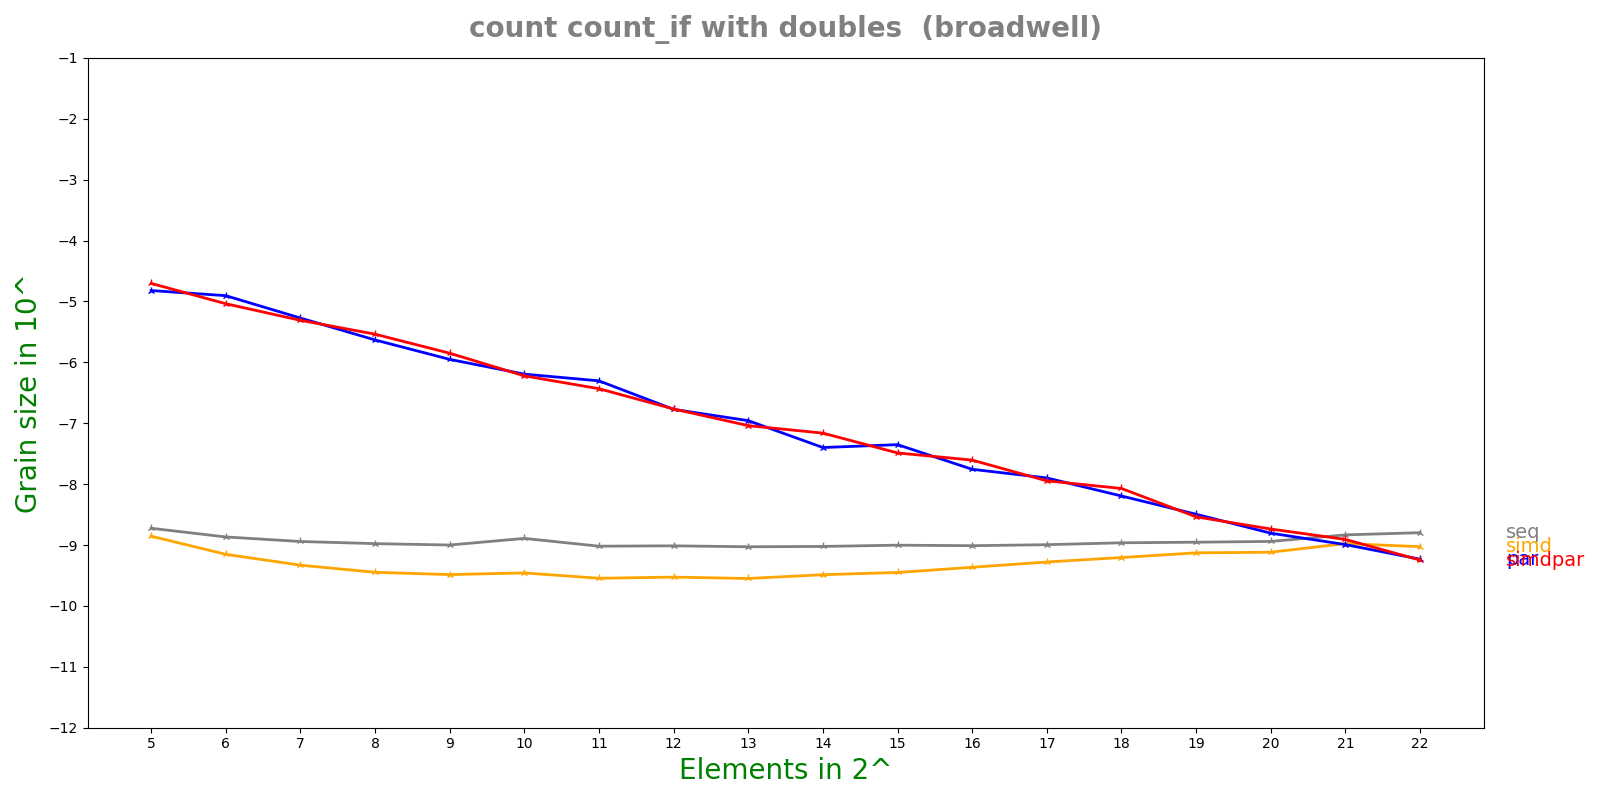 count count_if with doubles  (broadwell)
Grain size in 10^
−1
−2
−3
−4
−5
−6
−7
−8
−9
−10
−11
−12
5 6 7 8 9 10 11 12 13 14 15 16 17 18 19 20 21 22
Elements in 2^
seq
simd
par
simdpar